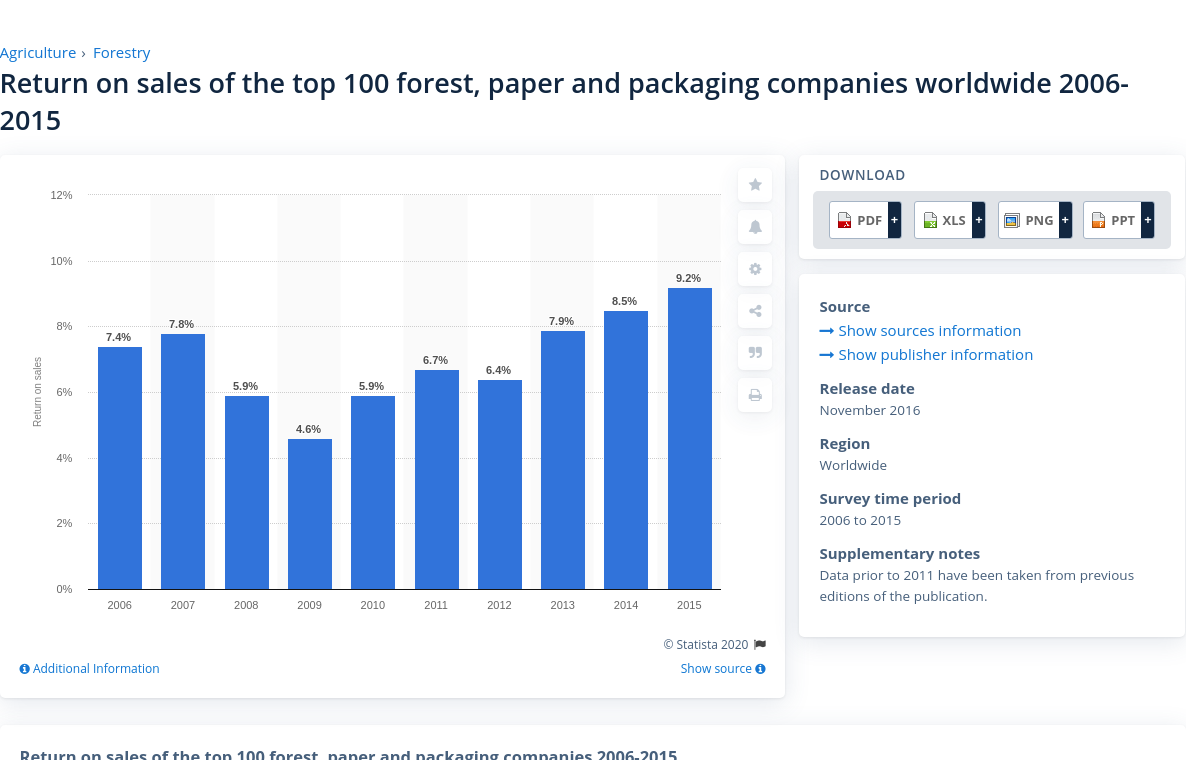 Agriculture › Forestry
Return on sales of the top 100 forest, paper and packaging companies worldwide 2006-
2015
12%
10%
8%
6%
4%
2%
0%
Return on sales
7.4%
7.8%
5.9%
4.6%
5.9%
6.7%
6.4%
7.9%
8.5%
9.2%
2006 2007 2008 2009 2010 2011 2012 2013 2014 2015
© Statista 2020
Additional Information
Show source
DOWNLOAD
PDF + XLS + PNG + PPT +
Source
Show sources information
Show publisher information
Release date
November 2016
Region
Worldwide
Survey time period
2006 to 2015
Supplementary notes
Data prior to 2011 have been taken from previous
editions of the publication.
Return on sales of the top 100 forest, paper and packaging companies 2006-2015